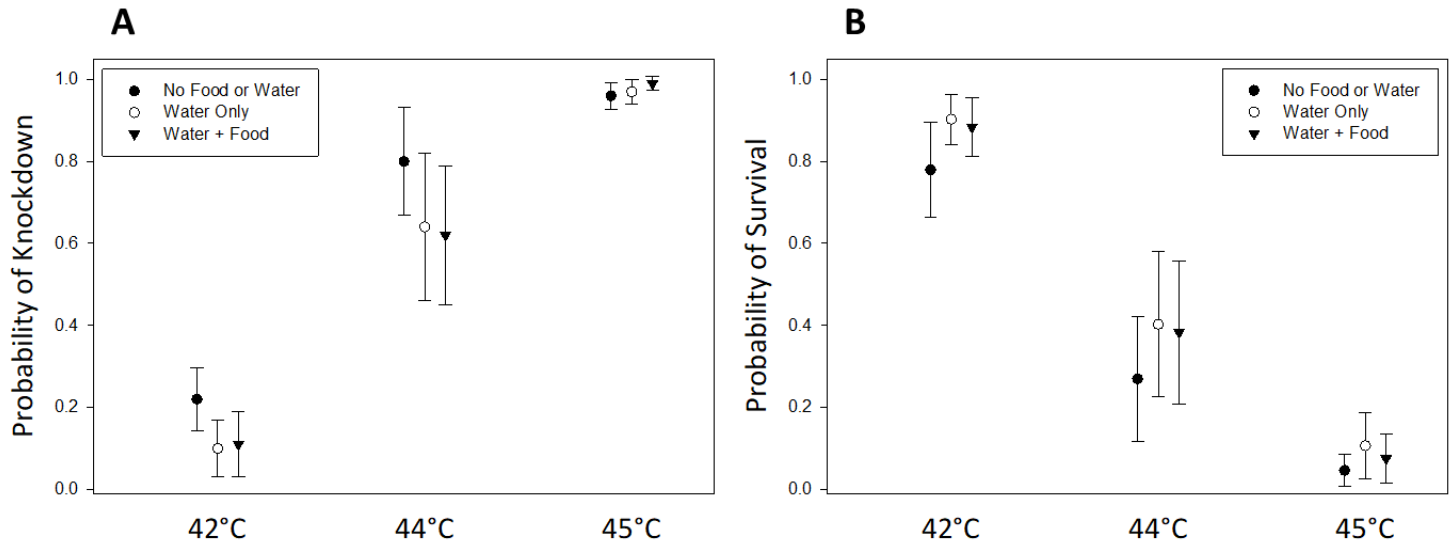 A
Probability of Knockdown
1.0
0.8
0.6
0.4
0.2
0.0
No Food or Water
Water Only
Water + Food
42°C
44°C
45°C
B
Probability of Survival
1.0
0.8
0.6
0.4
0.2
0.0
No Food or Water
Water Only
Water + Food
42°C
44°C
45°C